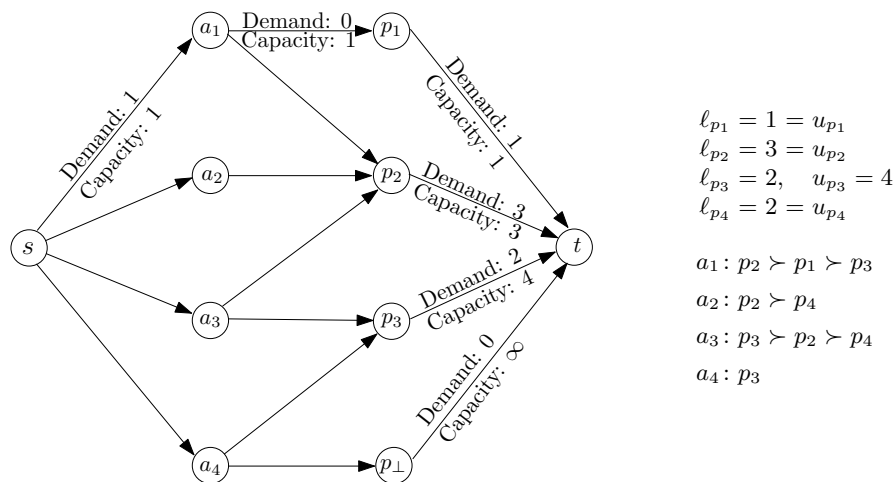 a₁
Demand: 0
Capacity: 1
p₁
Demand: 1
Capacity: 1
Demand: 1
Capacity: 1
a₂
p₂
Demand: 3
Capacity: 3
s
t
a₃
p₃
Demand: 2
Capacity: 4
Demand: 0
Capacity: ∞
a₄
p⊥
ℓp₁ = 1 = up₁
ℓp₂ = 3 = up₂
ℓp₃ = 2, up₃ = 4
ℓp₄ = 2 = up₄
a₁: p₂ ≻ p₁ ≻ p₃
a₂: p₂ ≻ p₄
a₃: p₃ ≻ p₂ ≻ p₄
a₄: p₃